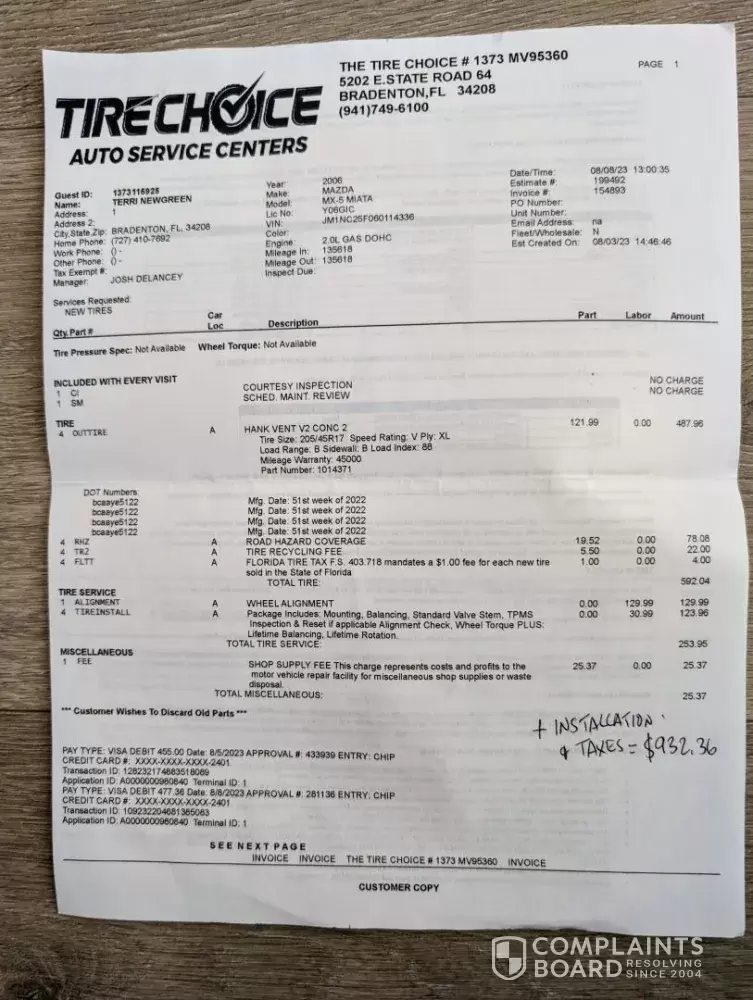 THE TIRE CHOICE # 1373 MV95360
5202 E.STATE ROAD 64
BRADENTON,FL 34208
(941)749-6100
PAGE 1
TIRECHOICE
AUTO SERVICE CENTERS
Guest ID: 1373115925
Name: TERRI NEWGREEN
Address: 1
Address 2:
City,State,Zip: BRADENTON, FL, 34208
Home Phone: (727) 410-7692
Work Phone: () -
Other Phone: () -
Tax Exempt #:
Manager: JOSH DELANCEY
Year: 2006
Make: MAZDA
Model: MX-5 MIATA
Lic No: Y06GIC
VIN: JM1NC25F060114336
Color:
Engine: 2.0L GAS DOHC
Mileage In: 135618
Mileage Out: 135618
Inspect Due:
Date/Time: 08/08/23 13:00:35
Estimate #: 199492
Invoice #: 154893
PO Number:
Unit Number:
Email Address: na
Fleet/Wholesale: N
Est Created On: 08/03/23 14:46:46
Services Requested:
NEW TIRES
Qty Part # Car Loc Description Part Labor Amount
Tire Pressure Spec: Not Available Wheel Torque: Not Available
INCLUDED WITH EVERY VISIT
1 CI COURTESY INSPECTION NO CHARGE
1 SM SCHED. MAINT. REVIEW NO CHARGE
TIRE
4 OUTTIRE A HANK VENT V2 CONC 2 121.99 0.00 487.96
Tire Size: 205/45R17 Speed Rating: V Ply: XL
Load Range: B Sidewall: B Load Index: 88
Mileage Warranty: 45000
Part Number: 1014371
DOT Numbers:
bcaaye5122 Mfg. Date: 51st week of 2022
bcaaye5122 Mfg. Date: 51st week of 2022
bcaaye5122 Mfg. Date: 51st week of 2022
bcaaye5122 Mfg. Date: 51st week of 2022
4 RHZ A ROAD HAZARD COVERAGE 19.52 0.00 78.08
4 TR2 A TIRE RECYCLING FEE 5.50 0.00 22.00
4 FLTT A FLORIDA TIRE TAX F.S. 403.718 mandates a $1.00 fee for each new tire 1.00 0.00 4.00
sold in the State of Florida
TOTAL TIRE: 592.04
TIRE SERVICE
1 ALIGNMENT A WHEEL ALIGNMENT 0.00 129.99 129.99
4 TIREINSTALL A Package Includes: Mounting, Balancing, Standard Valve Stem, TPMS 0.00 30.99 123.96
Inspection & Reset if applicable Alignment Check, Wheel Torque PLUS:
Lifetime Balancing, Lifetime Rotation.
TOTAL TIRE SERVICE: 253.95
MISCELLANEOUS
1 FEE SHOP SUPPLY FEE This charge represents costs and profits to the 25.37 0.00 25.37
motor vehicle repair facility for miscellaneous shop supplies or waste
disposal.
TOTAL MISCELLANEOUS: 25.37
*** Customer Wishes To Discard Old Parts ***
+ INSTALLATION
& TAXES = $932.36
PAY TYPE: VISA DEBIT 455.00 Date: 8/5/2023 APPROVAL #: 433939 ENTRY: CHIP
CREDIT CARD #: XXXX-XXXX-XXXX-2401
Transaction ID: 128232174683518089
Application ID: A0000000980840 Terminal ID: 1
PAY TYPE: VISA DEBIT 477.36 Date: 8/8/2023 APPROVAL #: 281136 ENTRY: CHIP
CREDIT CARD #: XXXX-XXXX-XXXX-2401
Transaction ID: 109232204681385083
Application ID: A0000000980840 Terminal ID: 1
SEE NEXT PAGE
INVOICE INVOICE THE TIRE CHOICE # 1373 MV95360 INVOICE
CUSTOMER COPY
COMPLAINTS
BOARD RESOLVING SINCE 2004